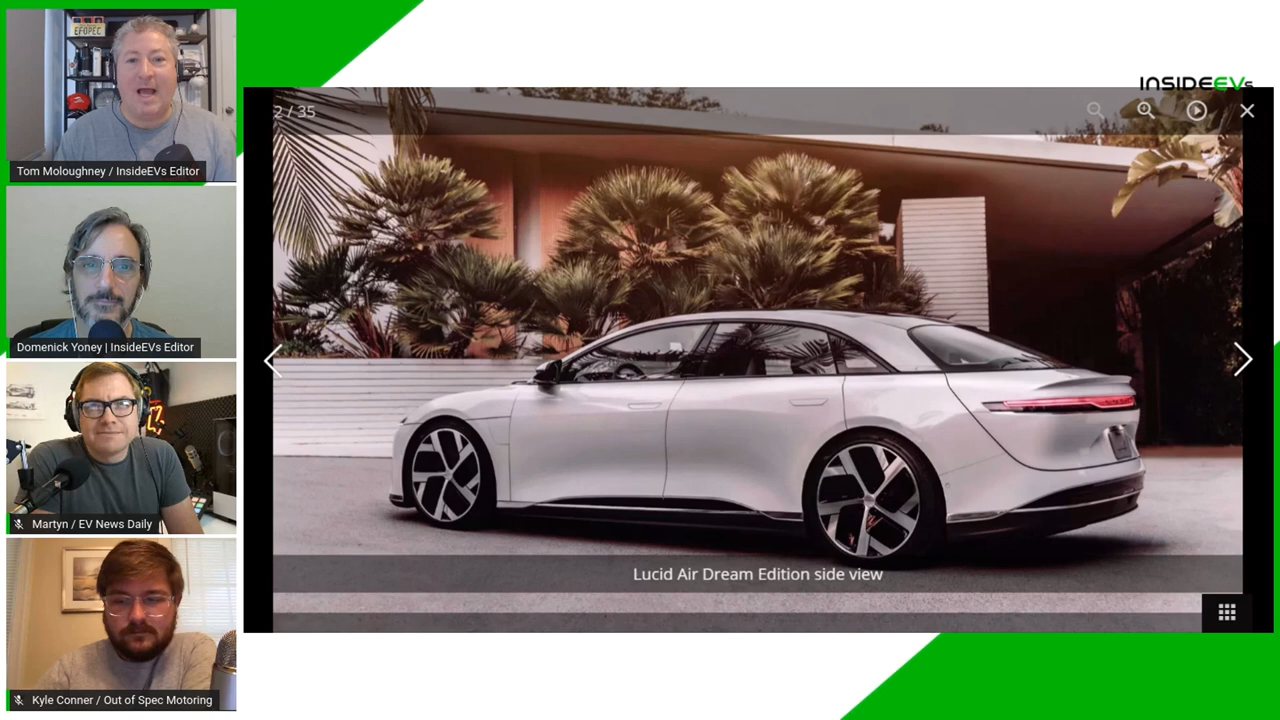 EFOPEC
Tom Moloughney / InsideEVs Editor
Domenick Yoney | InsideEVs Editor
Martyn / EV News Daily
Kyle Conner / Out of Spec Motoring
INSIDEEVs
2 / 35
Lucid Air Dream Edition side view